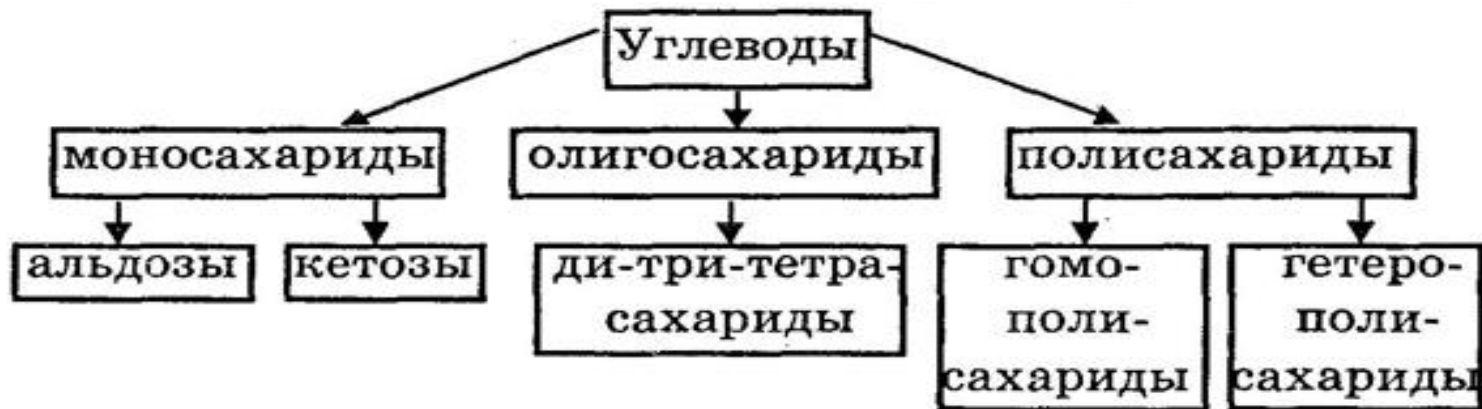 Углеводы
моносахариды олигосахариды полисахариды
альдозы кетозы ди-три-тетра-
сахариды гомо-
поли-
сахариды гетеро-
поли-
сахариды